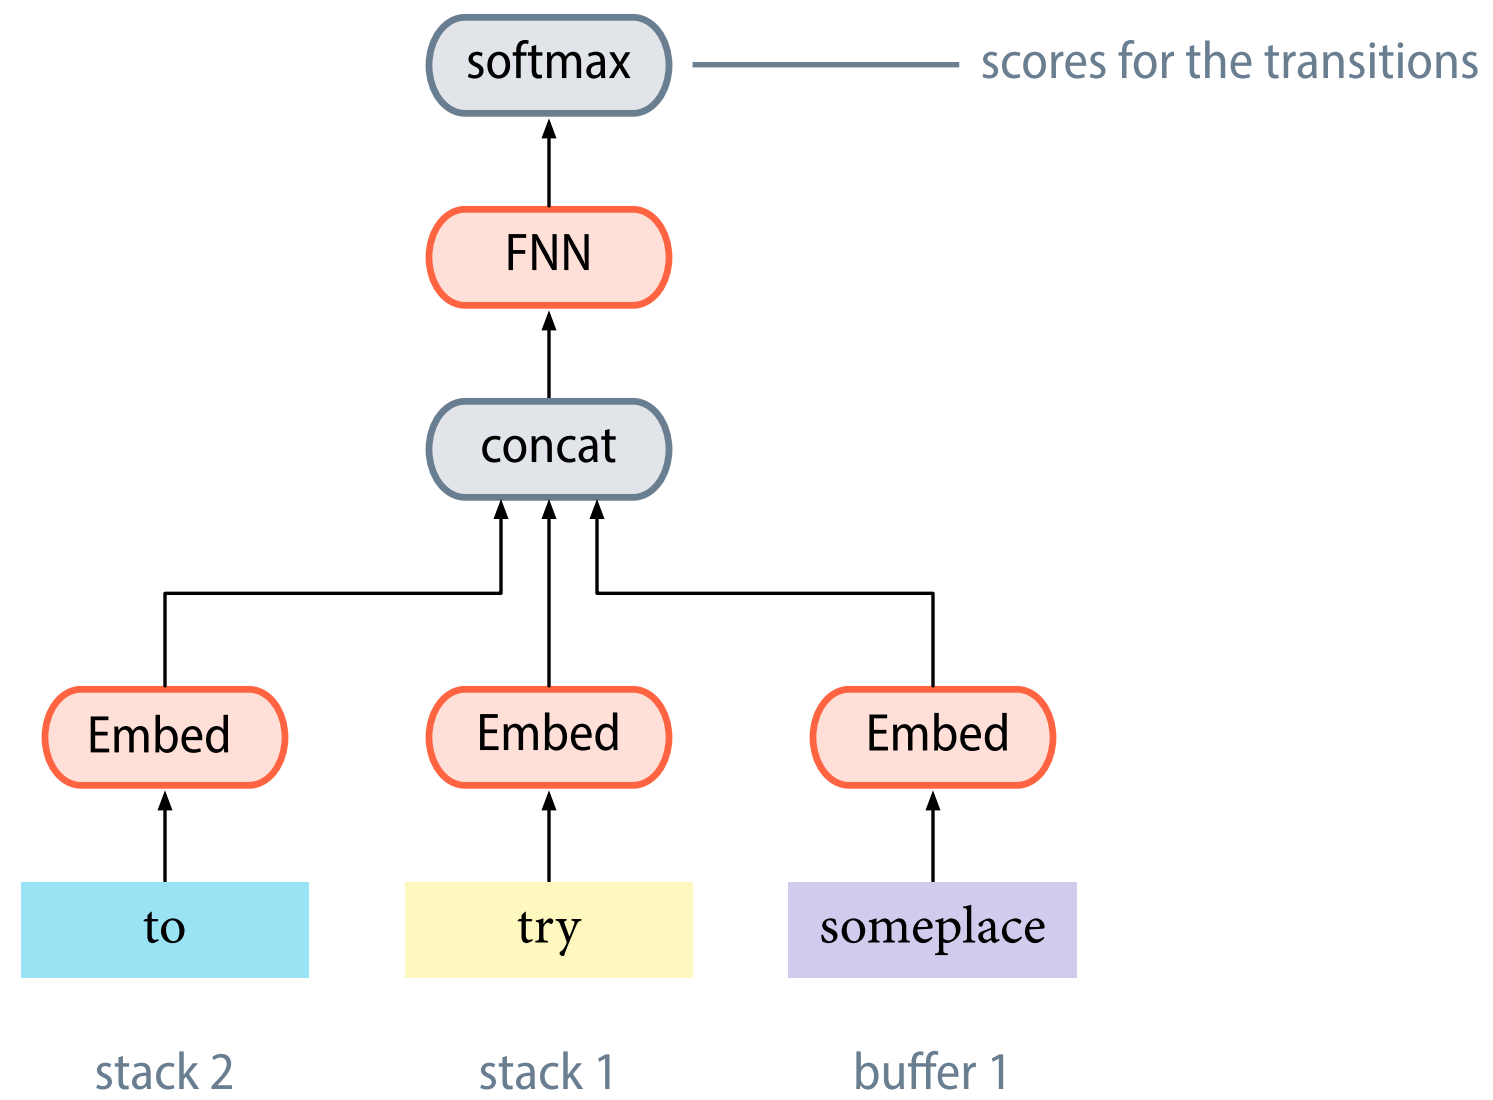 softmax
scores for the transitions
FNN
concat
Embed
Embed
Embed
to
try
someplace
stack 2
stack 1
buffer 1